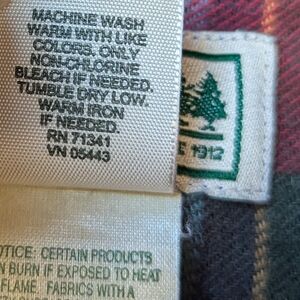 MACHINE WASH
WARM WITH LIKE
COLORS. ONLY
NON-CHLORINE
BLEACH IF NEEDED.
TUMBLE DRY LOW.
WARM IRON
IF NEEDED.
RN 71341
VN 05443
1912
CERTAIN PRODUCTS
BURN IF EXPOSED TO HEAT
FLAME. FABRICS WITH A